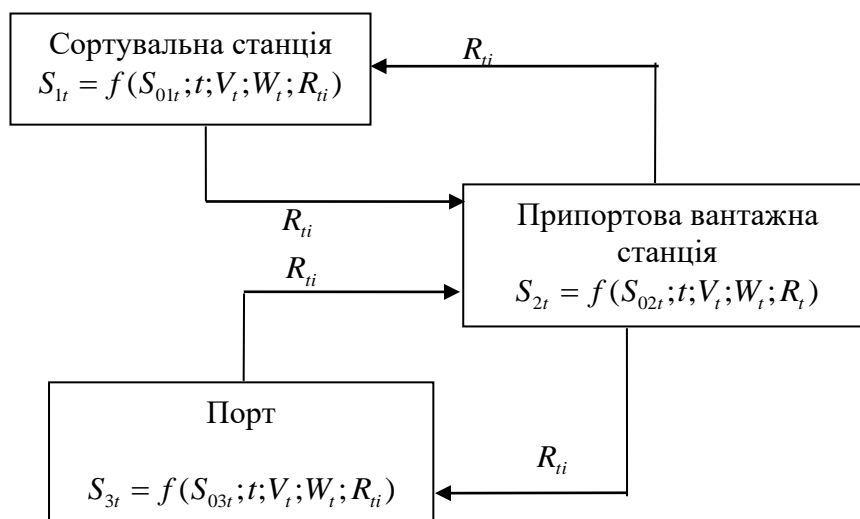 Сортувальна станція
S₁ₜ = f(S₀₁ₜ;t;Vₜ;Wₜ;Rₜᵢ)
Rₜᵢ
Rₜᵢ
Rₜᵢ
Припортова вантажна
станція
S₂ₜ = f(S₀₂ₜ;t;Vₜ;Wₜ;Rₜ)
Порт
Rₜᵢ
S₃ₜ = f(S₀₃ₜ;t;Vₜ;Wₜ;Rₜᵢ)